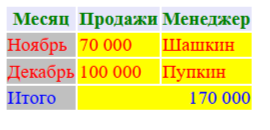 Месяц Продажи Менеджер
Ноябрь 70 000 Шашкин
Декабрь 100 000 Пупкин
Итого 170 000